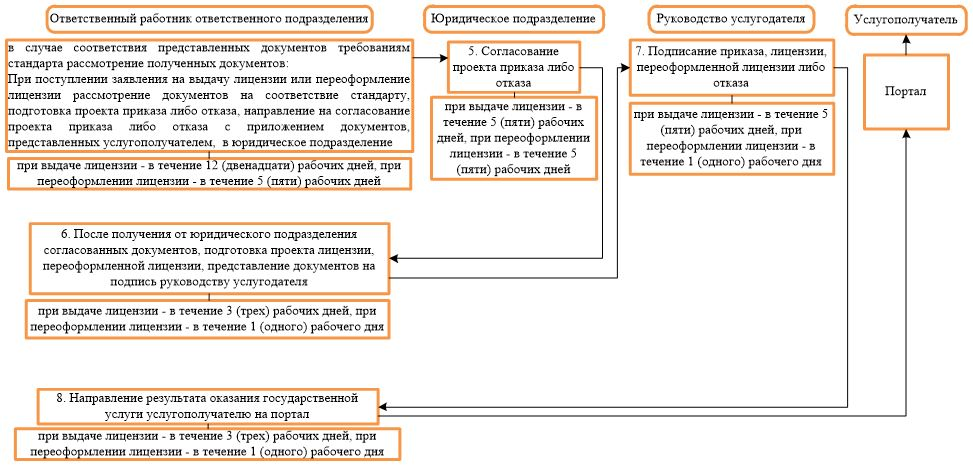 Ответственный работник ответственного подразделения
Юридическое подразделение
Руководство услугодателя
Услугополучатель
в случае соответствия представленных документов требованиям
стандарта рассмотрение полученных документов:
При поступлении заявления на выдачу лицензии или переоформление
лицензии рассмотрение документов на соответствие стандарту,
подготовка проекта приказа либо отказа, направление на согласование
проекта приказа либо отказа с приложением документов,
представленных услугополучателем, в юридическое подразделение
при выдаче лицензии - в течение 12 (двенадцати) рабочих дней, при
переоформлении лицензии - в течение 5 (пяти) рабочих дней
5. Согласование
проекта приказа либо
отказа
при выдаче лицензии - в
течение 5 (пяти) рабочих
дней, при переоформлении
лицензии - в течение 5
(пяти) рабочих дней
7. Подписание приказа, лицензии,
переоформленной лицензии либо
отказа
при выдаче лицензии - в течение 5
(пяти) рабочих дней, при
переоформлении лицензии - в
течение 1 (одного) рабочего дня
Портал
6. После получения от юридического подразделения
согласованных документов, подготовка проекта лицензии,
переоформленной лицензии, представление документов на
подпись руководству услугодателя
при выдаче лицензии - в течение 3 (трех) рабочих дней, при
переоформлении лицензии - в течение 1 (одного) рабочего дня
8. Направление результата оказания государственной
услуги услугополучателю на портал
при выдаче лицензии - в течение 3 (трех) рабочих дней, при
переоформлении лицензии - в течение 1 (одного) рабочего дня